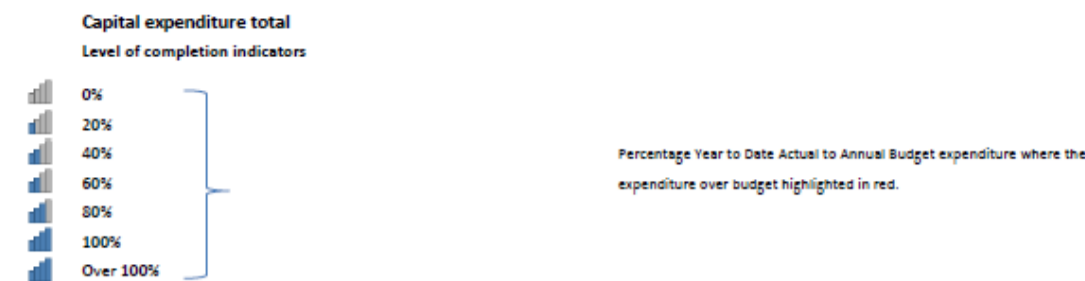 Capital expenditure total
Level of completion indicators
0%
20%
40%
60%
80%
100%
Over 100%
Percentage Year to Date Actual to Annual Budget expenditure where the
expenditure over budget highlighted in red.